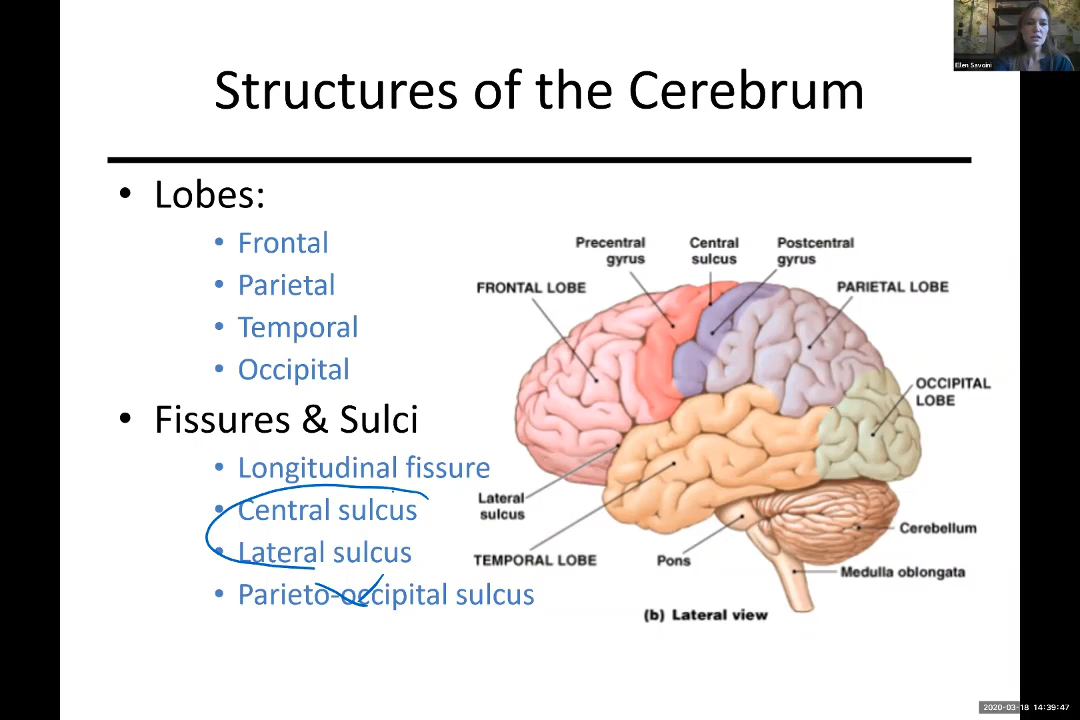 Ellen Savoini
Structures of the Cerebrum
• Lobes:
• Frontal
• Parietal
• Temporal
• Occipital
• Fissures & Sulci
• Longitudinal fissure
• Central sulcus
• Lateral sulcus
• Parieto-occipital sulcus
Precentral
gyrus
Central
sulcus
Postcentral
gyrus
FRONTAL LOBE
PARIETAL LOBE
OCCIPITAL
LOBE
Lateral
sulcus
TEMPORAL LOBE
Pons
Cerebellum
Medulla oblongata
(b) Lateral view
2020-03-18 14:39:47